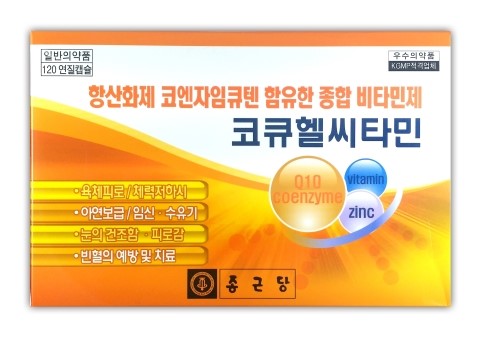 일반의약품
120 연질캡슐
우수의약품
KGMP적격업체
항산화제 코엔자임큐텐 함유한 종합 비타민제
코큐헬씨타민
Q10
coenzyme
vitamin
zinc
• 육체피로 / 체력저하시
• 아연보급 / 임신 · 수유기
• 눈의 건조함 · 피로감
• 빈혈의 예방 및 치료
종근당